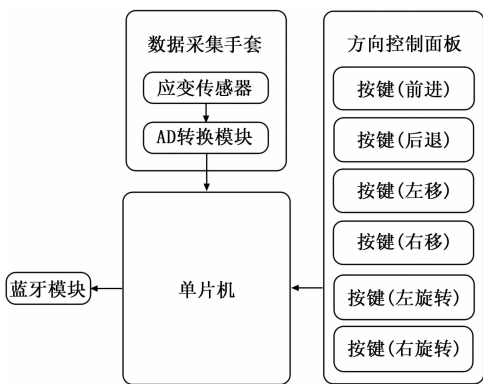 数据采集手套
应变传感器
AD转换模块
单片机
蓝牙模块
方向控制面板
按键(前进)
按键(后退)
按键(左移)
按键(右移)
按键(左旋转)
按键(右旋转)